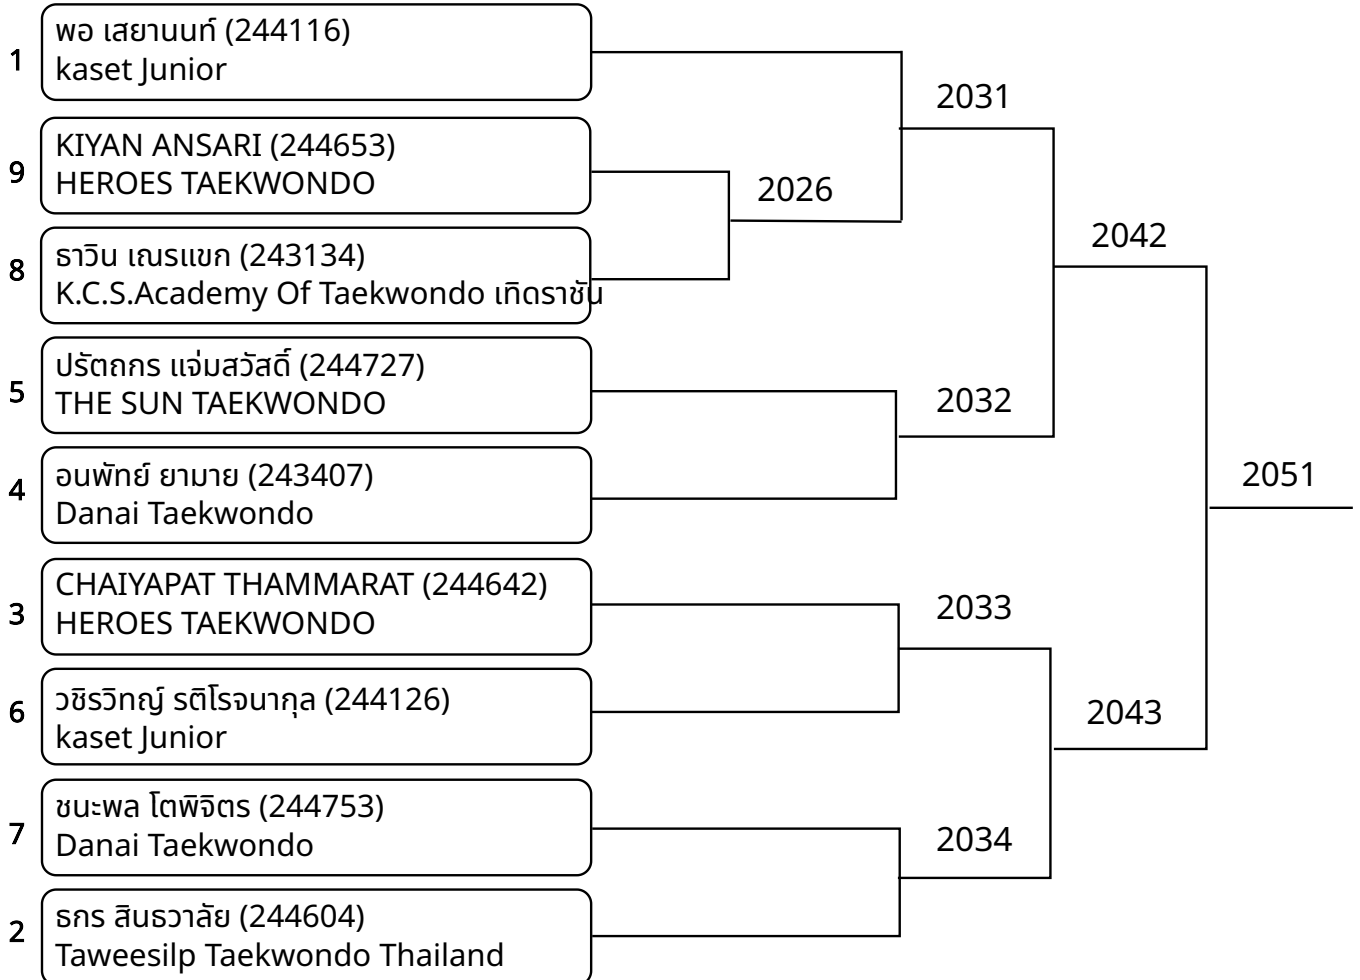 1
พอ เสยานนท์ (244116)
kaset Junior
9
KIYAN ANSARI (244653)
HEROES TAEKWONDO
8
ธาวิน เณรแขก (243134)
K.C.S.Academy Of Taekwondo เทิดราชัน
5
ปรัตถกร แจ่มสวัสดิ์ (244727)
THE SUN TAEKWONDO
4
อนพัทย์ ยามาย (243407)
Danai Taekwondo
3
CHAIYAPAT THAMMARAT (244642)
HEROES TAEKWONDO
6
วชิรวิทญ์ รติโรจนากุล (244126)
kaset Junior
7
ชนะพล โตพิจิตร (244753)
Danai Taekwondo
2
ธกร สินธวาลัย (244604)
Taweesilp Taekwondo Thailand
2026
2031
2032
2033
2034
2042
2043
2051